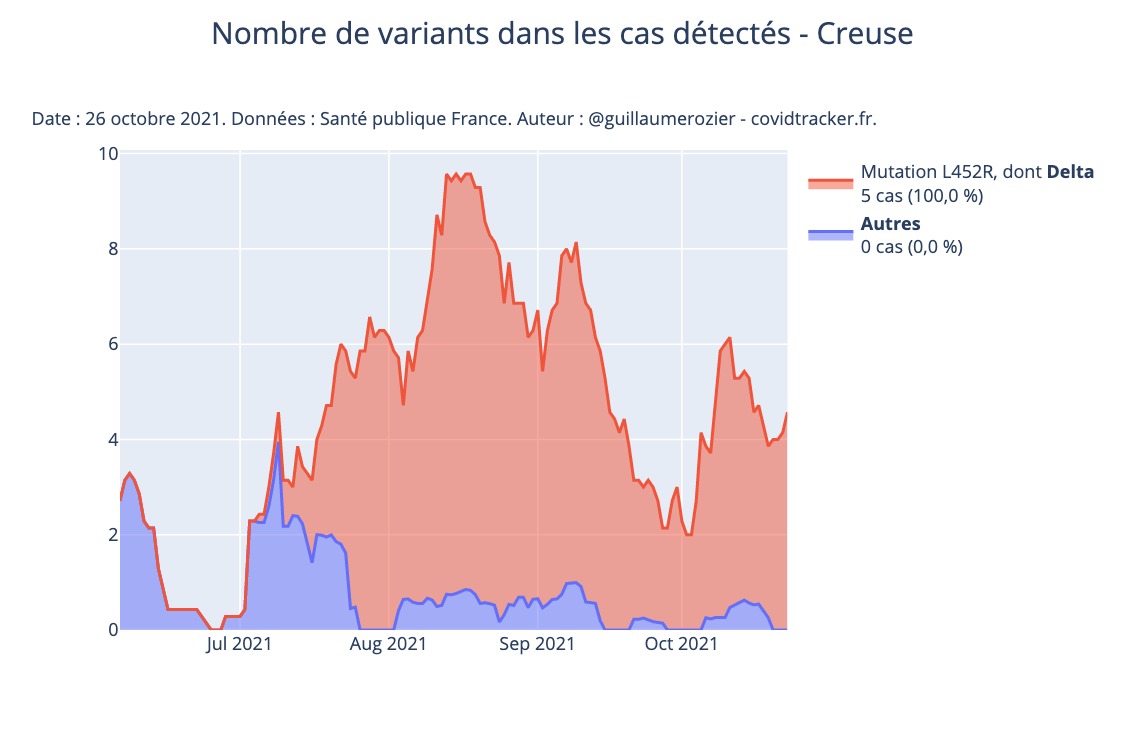 Nombre de variants dans les cas détectés - Creuse
Date : 26 octobre 2021. Données : Santé publique France. Auteur : @guillaumerozier - covidtracker.fr.
Mutation L452R, dont Delta
5 cas (100,0 %)
Autres
0 cas (0,0 %)
10
8
6
4
2
0
Jul 2021
Aug 2021
Sep 2021
Oct 2021